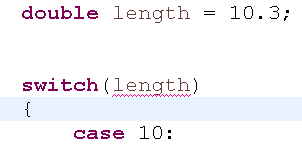 double length = 10.3;
switch(length)
{
case 10: